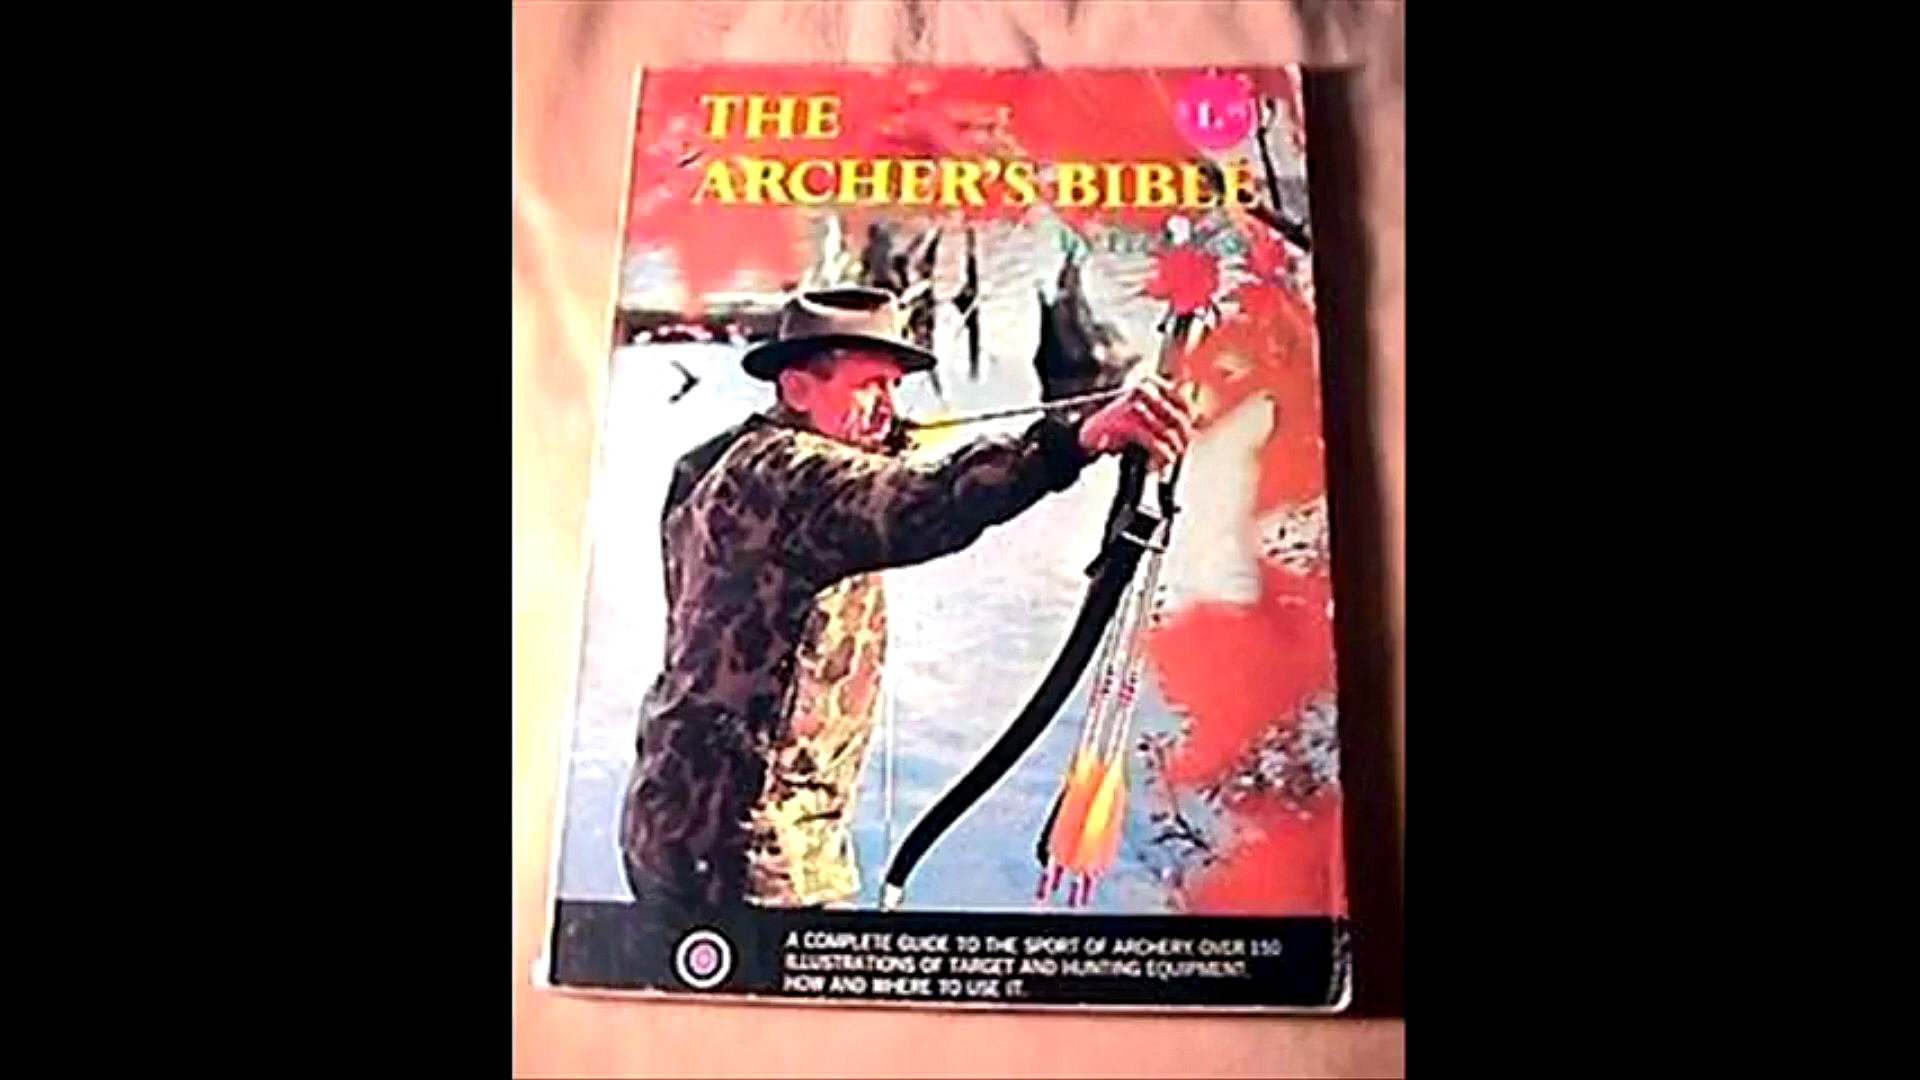 THE
ARCHER'S BIBLE
A COMPLETE GUIDE TO THE SPORT OF ARCHERY. OVER 150
ILLUSTRATIONS OF TARGET AND HUNTING EQUIPMENT.
HOW AND WHERE TO USE IT.